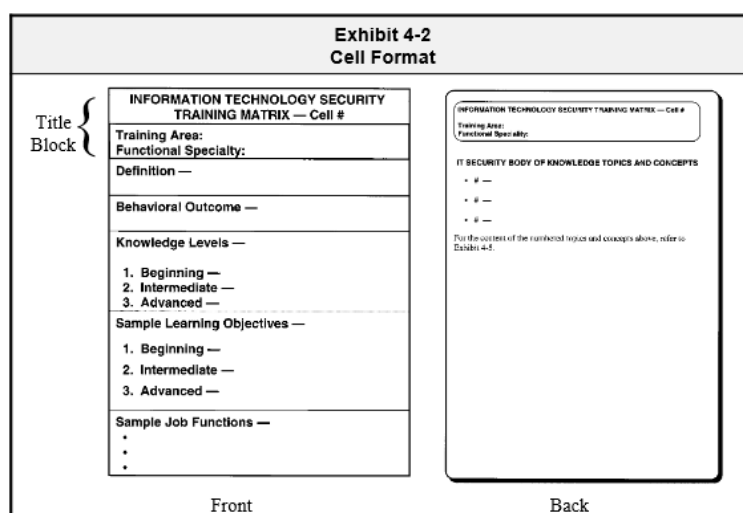 Exhibit 4-2
Cell Format
Title
Block
INFORMATION TECHNOLOGY SECURITY
TRAINING MATRIX — Cell #
Training Area:
Functional Specialty:
Definition —
Behavioral Outcome —
Knowledge Levels —
1. Beginning —
2. Intermediate —
3. Advanced —
Sample Learning Objectives —
1. Beginning —
2. Intermediate —
3. Advanced —
Sample Job Functions —
•
•
•
Front
INFORMATION TECHNOLOGY SECURITY TRAINING MATRIX — Cell #
Training Area:
Functional Speciality:
IT SECURITY BODY OF KNOWLEDGE TOPICS AND CONCEPTS
• # —
• # —
• # —
For the content of the numbered topics and concepts above, refer to
Exhibit 4-5.
Back